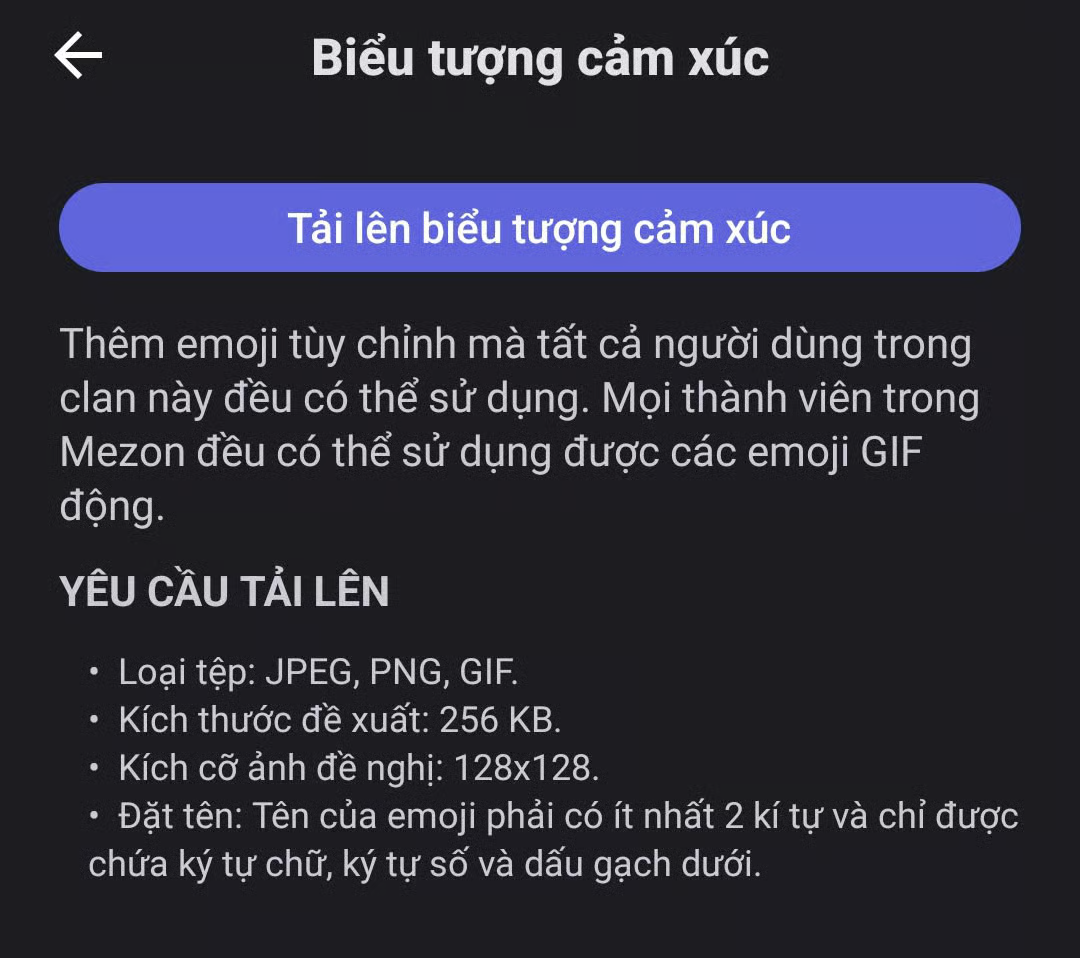 Biểu tượng cảm xúc
Tải lên biểu tượng cảm xúc
Thêm emoji tùy chỉnh mà tất cả người dùng trong
clan này đều có thể sử dụng. Mọi thành viên trong
Mezon đều có thể sử dụng được các emoji GIF
động.
YÊU CẦU TẢI LÊN
• Loại tệp: JPEG, PNG, GIF.
• Kích thước đề xuất: 256 KB.
• Kích cỡ ảnh đề nghị: 128x128.
• Đặt tên: Tên của emoji phải có ít nhất 2 kí tự và chỉ được
chứa ký tự chữ, ký tự số và dấu gạch dưới.